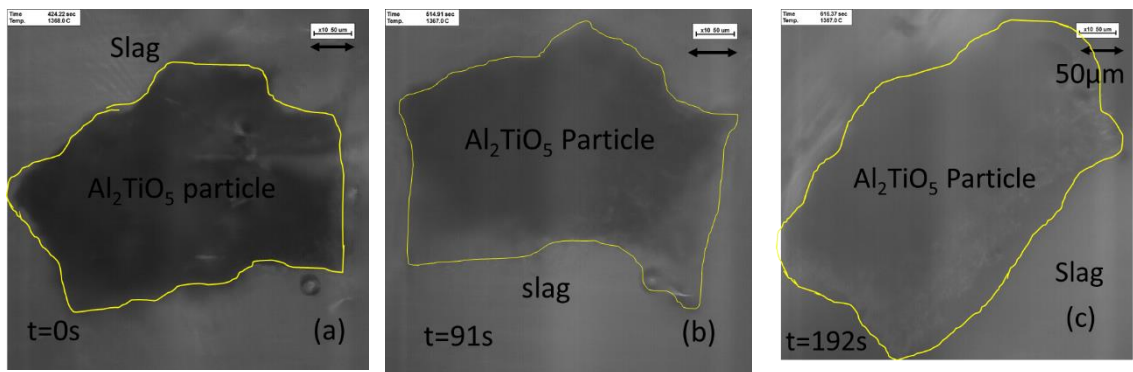 Time 424.22 sec
Temp. 1368.0 C
x10 50 um
Slag
Al₂TiO₅ particle
t=0s
(a)
Time 514.91 sec
Temp. 1367.0 C
x10 50 um
Al₂TiO₅ Particle
slag
t=91s
(b)
Time 616.37 sec
Temp. 1367.0 C
x10 50 um
50µm
Al₂TiO₅ Particle
Slag
t=192s
(c)